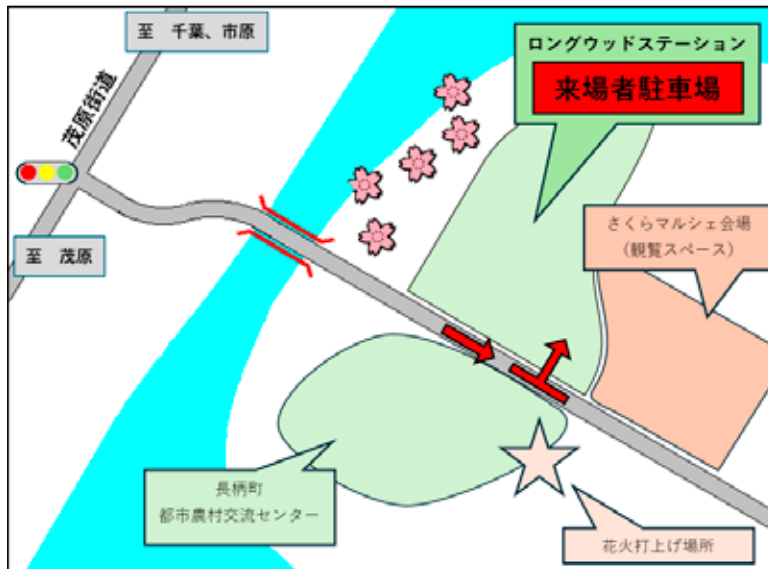 至　千葉、市原
茂原街道
至　茂原
ロングウッドステーション
来場者駐車場
さくらマルシェ会場
（観覧スペース）
長柄町
都市農村交流センター
花火打上げ場所